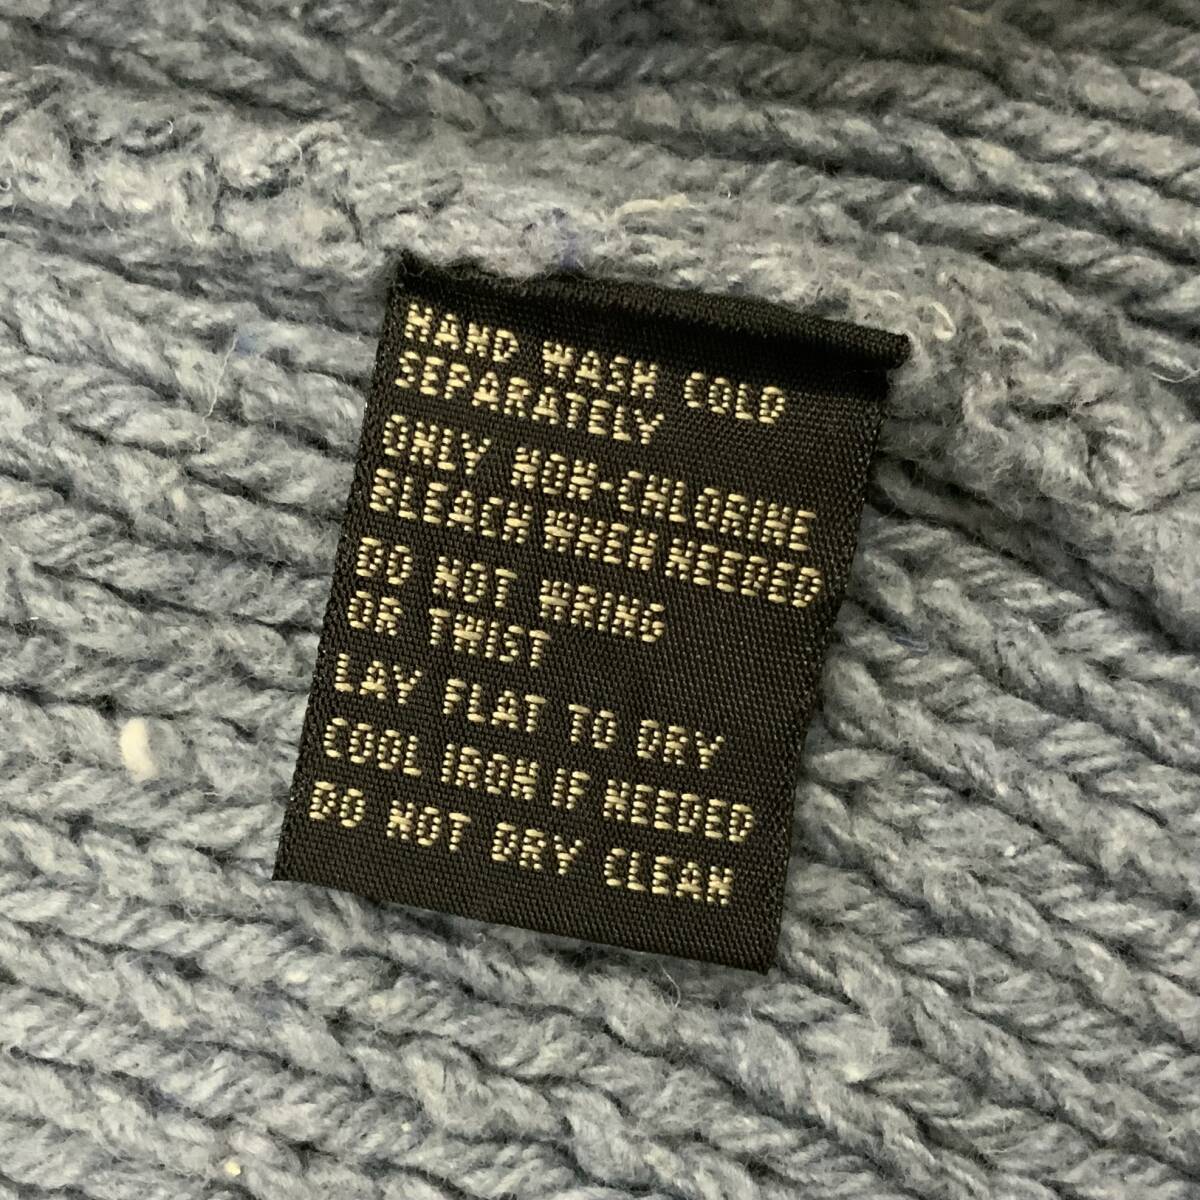 HAND WASH COLD
SEPARATELY
ONLY NON-CHLORINE
BLEACH WHEN NEEDED
DO NOT WRING
OR TWIST
LAY FLAT TO DRY
COOL IRON IF NEEDED
DO NOT DRY CLEAN